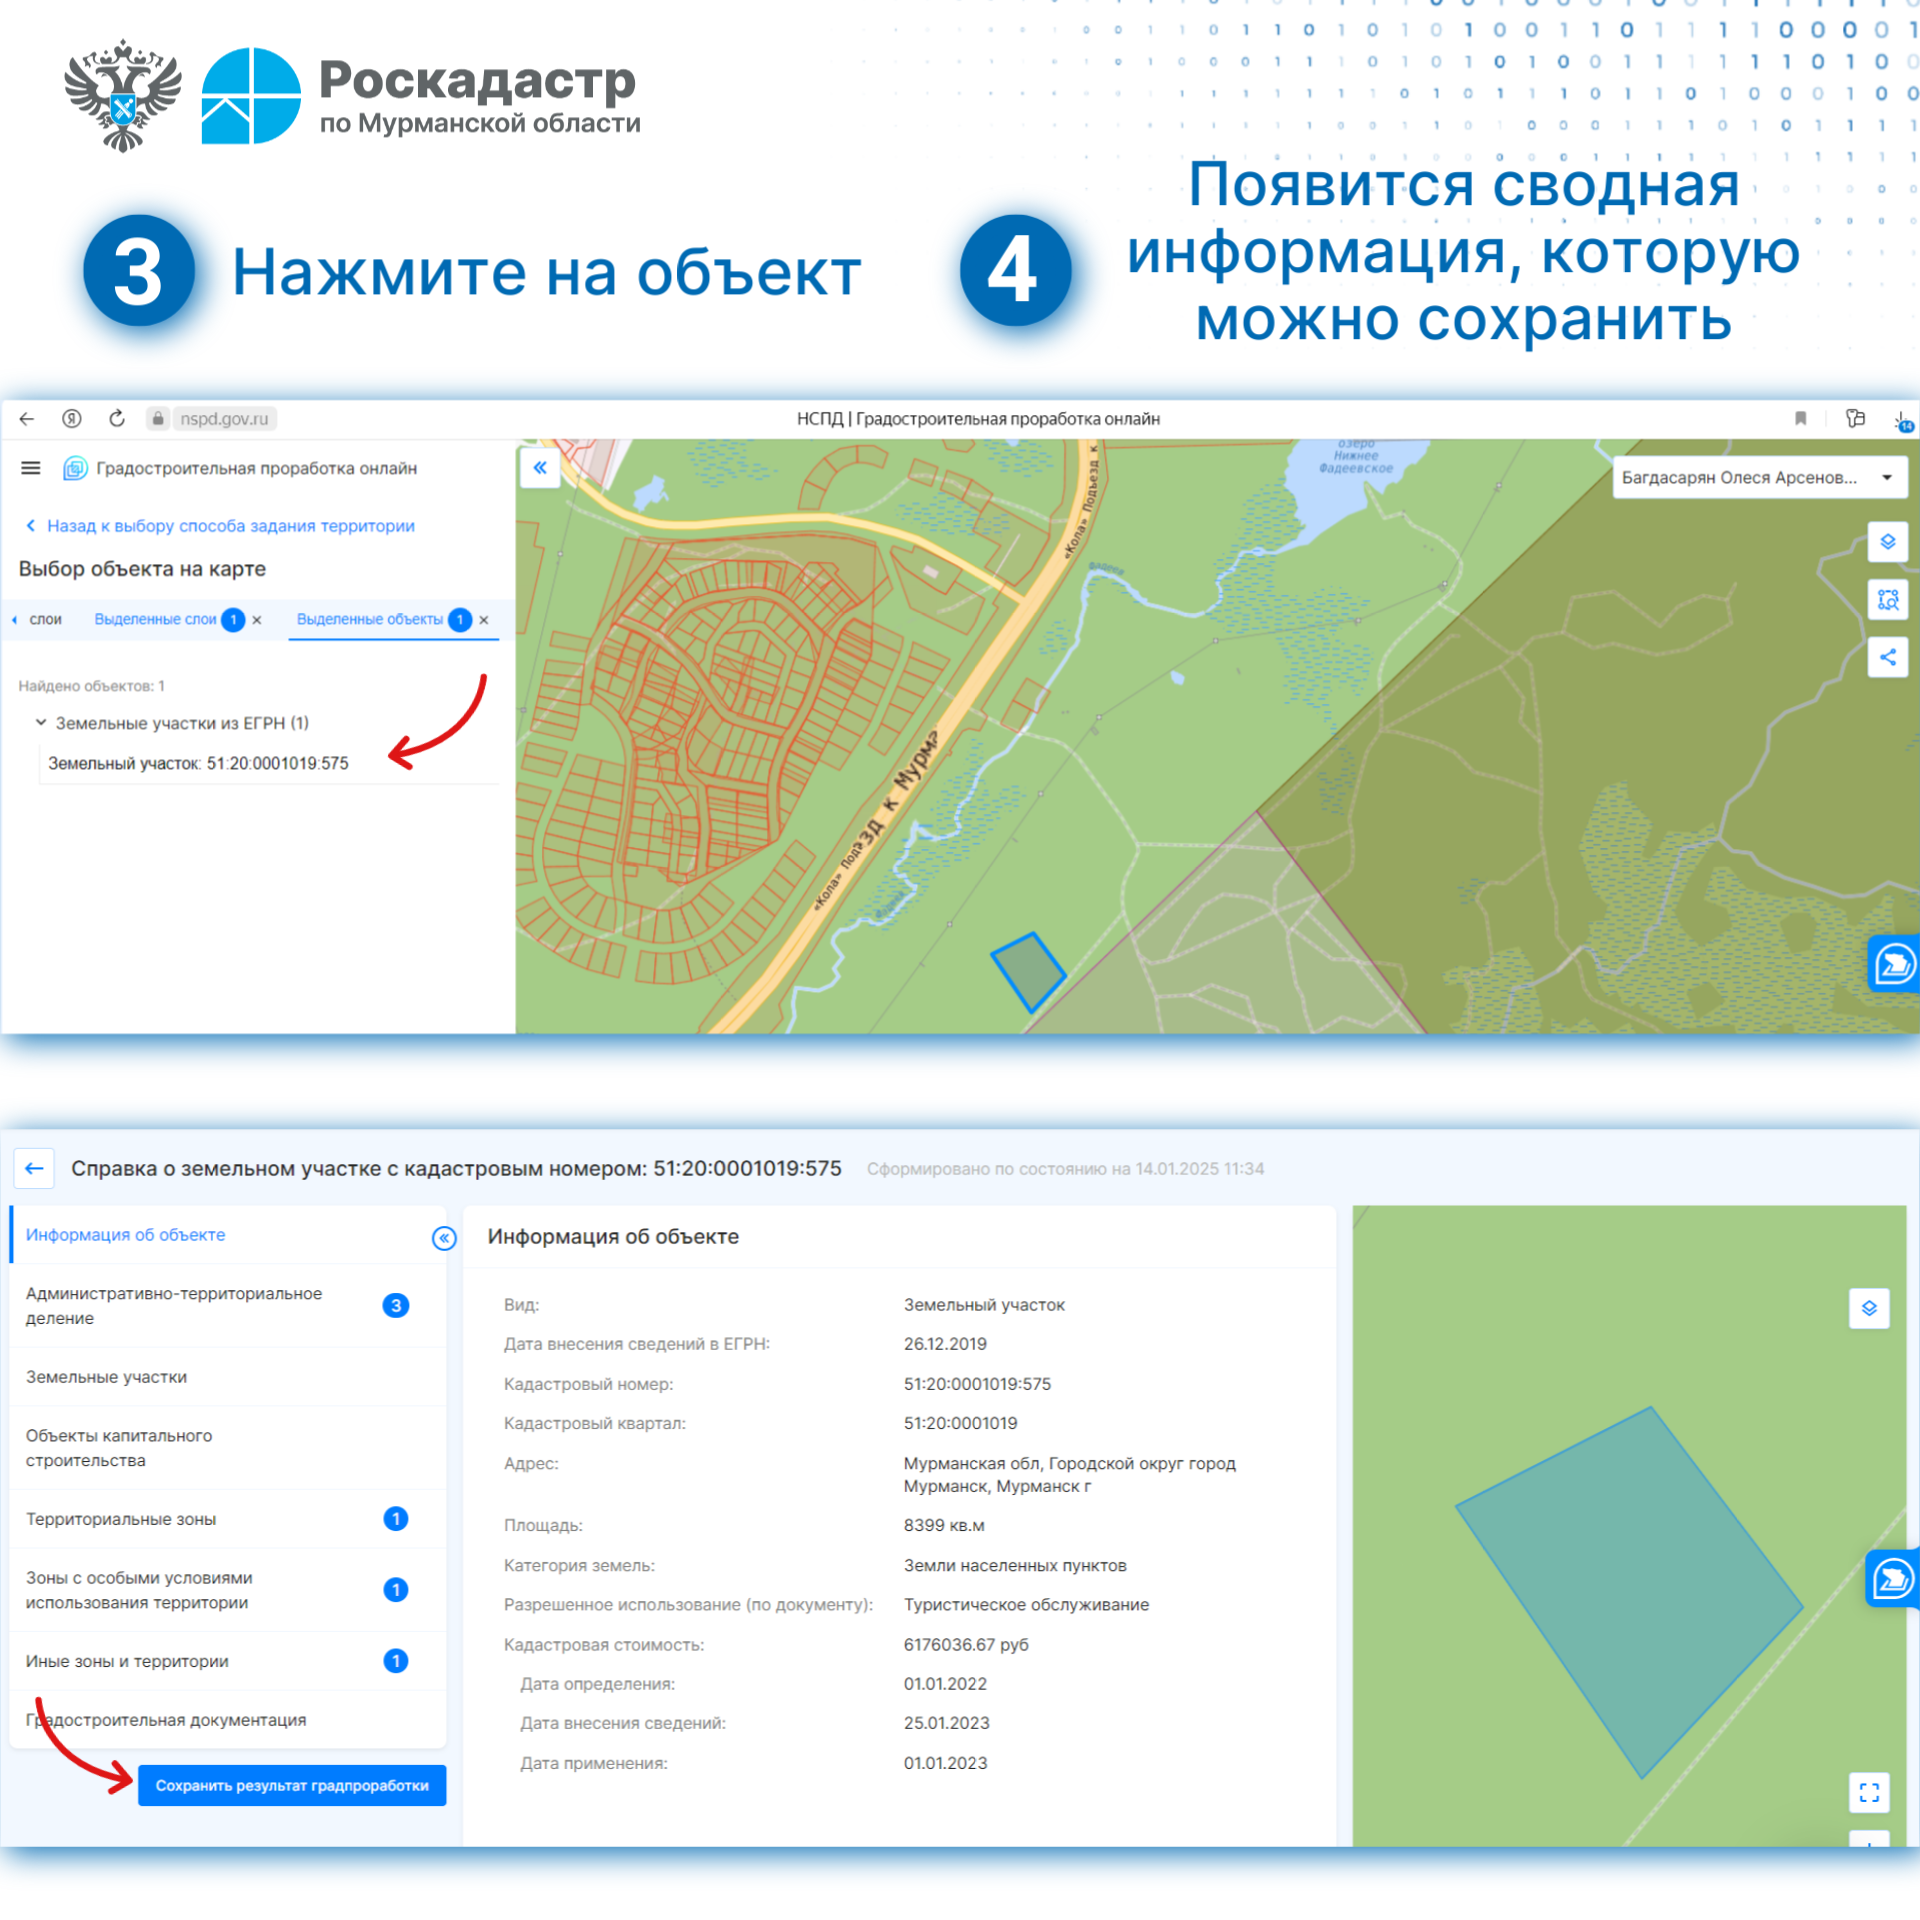 Роскадастр
по Мурманской области
3
Нажмите на объект
4
Появится сводная
информация, которую
можно сохранить
nspd.gov.ru
НСПД | Градостроительная проработка онлайн
14
Градостроительная проработка онлайн
Назад к выбору способа задания территории
Выбор объекта на карте
слои
Выделенные слои 1 ×
Выделенные объекты 1 ×
Найдено объектов: 1
Земельные участки из ЕГРН (1)
Земельный участок: 51:20:0001019:575
озеро
Нижнее
Фадеевское
Багдасарян Олеся Арсенов...
«Кола» Подъезд к
«Кола» Подъ
зд к Мурм
Справка о земельном участке с кадастровым номером: 51:20:0001019:575
Сформировано по состоянию на 14.01.2025 11:34
Информация об объекте
Административно-территориальное
деление
3
Земельные участки
Объекты капитального
строительства
Территориальные зоны
1
Зоны с особыми условиями
использования территории
1
Иные зоны и территории
1
Градостроительная документация
Сохранить результат градпроработки
Информация об объекте
Вид: Земельный участок
Дата внесения сведений в ЕГРН: 26.12.2019
Кадастровый номер: 51:20:0001019:575
Кадастровый квартал: 51:20:0001019
Адрес: Мурманская обл, Городской округ город
Мурманск, Мурманск г
Площадь: 8399 кв.м
Категория земель: Земли населенных пунктов
Разрешенное использование (по документу): Туристическое обслуживание
Кадастровая стоимость: 6176036.67 руб
Дата определения: 01.01.2022
Дата внесения сведений: 25.01.2023
Дата применения: 01.01.2023